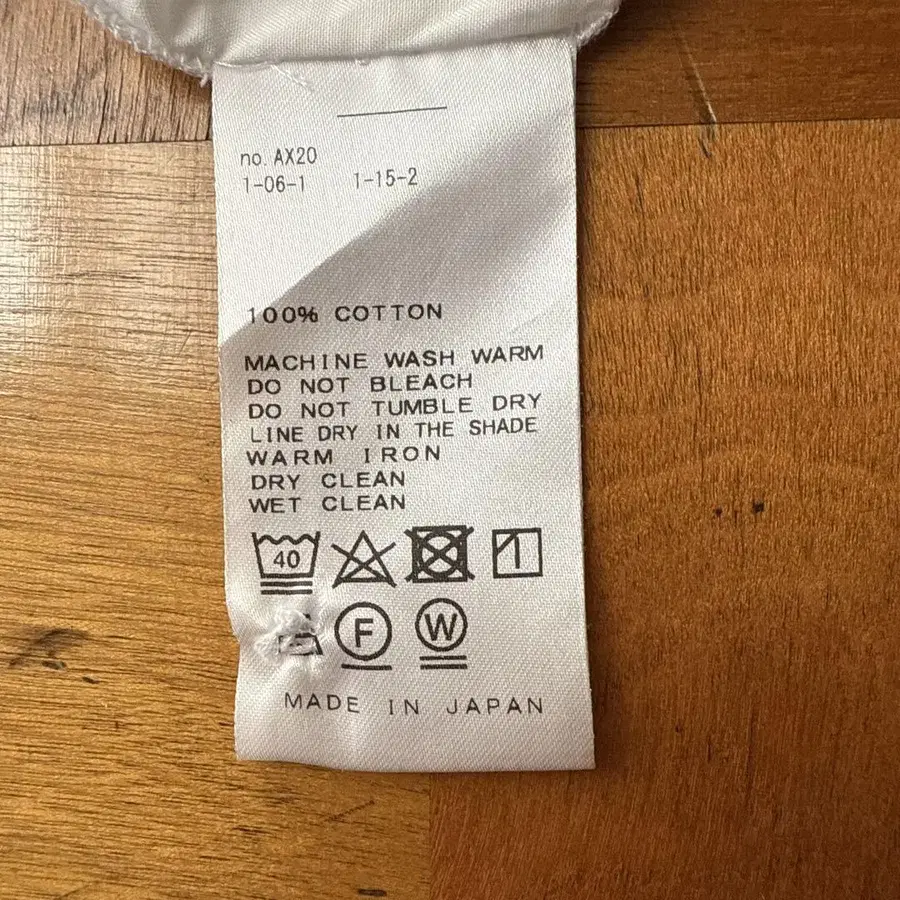 no. AX20
1-06-1 1-15-2
100% COTTON
MACHINE WASH WARM
DO NOT BLEACH
DO NOT TUMBLE DRY
LINE DRY IN THE SHADE
WARM IRON
DRY CLEAN
WET CLEAN
40
F W
MADE IN JAPAN